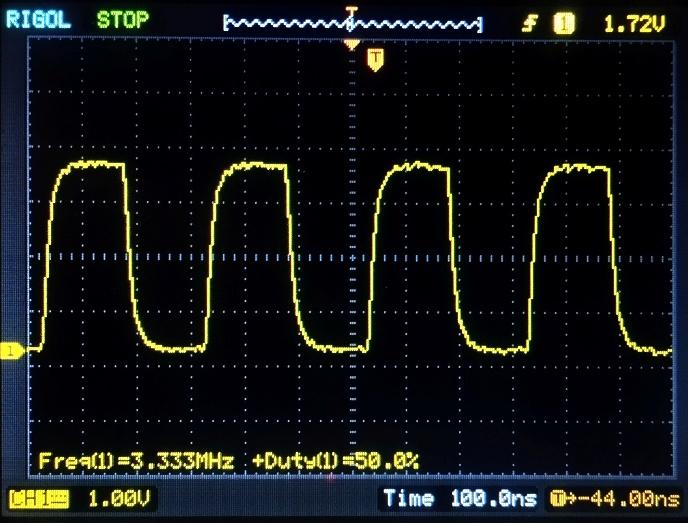 RIGOL STOP T 1 1.72V
T
1
Freq(1)=3.333MHz +Duty(1)=50.0%
CH1 1.00V Time 100.0ns T→-44.00ns